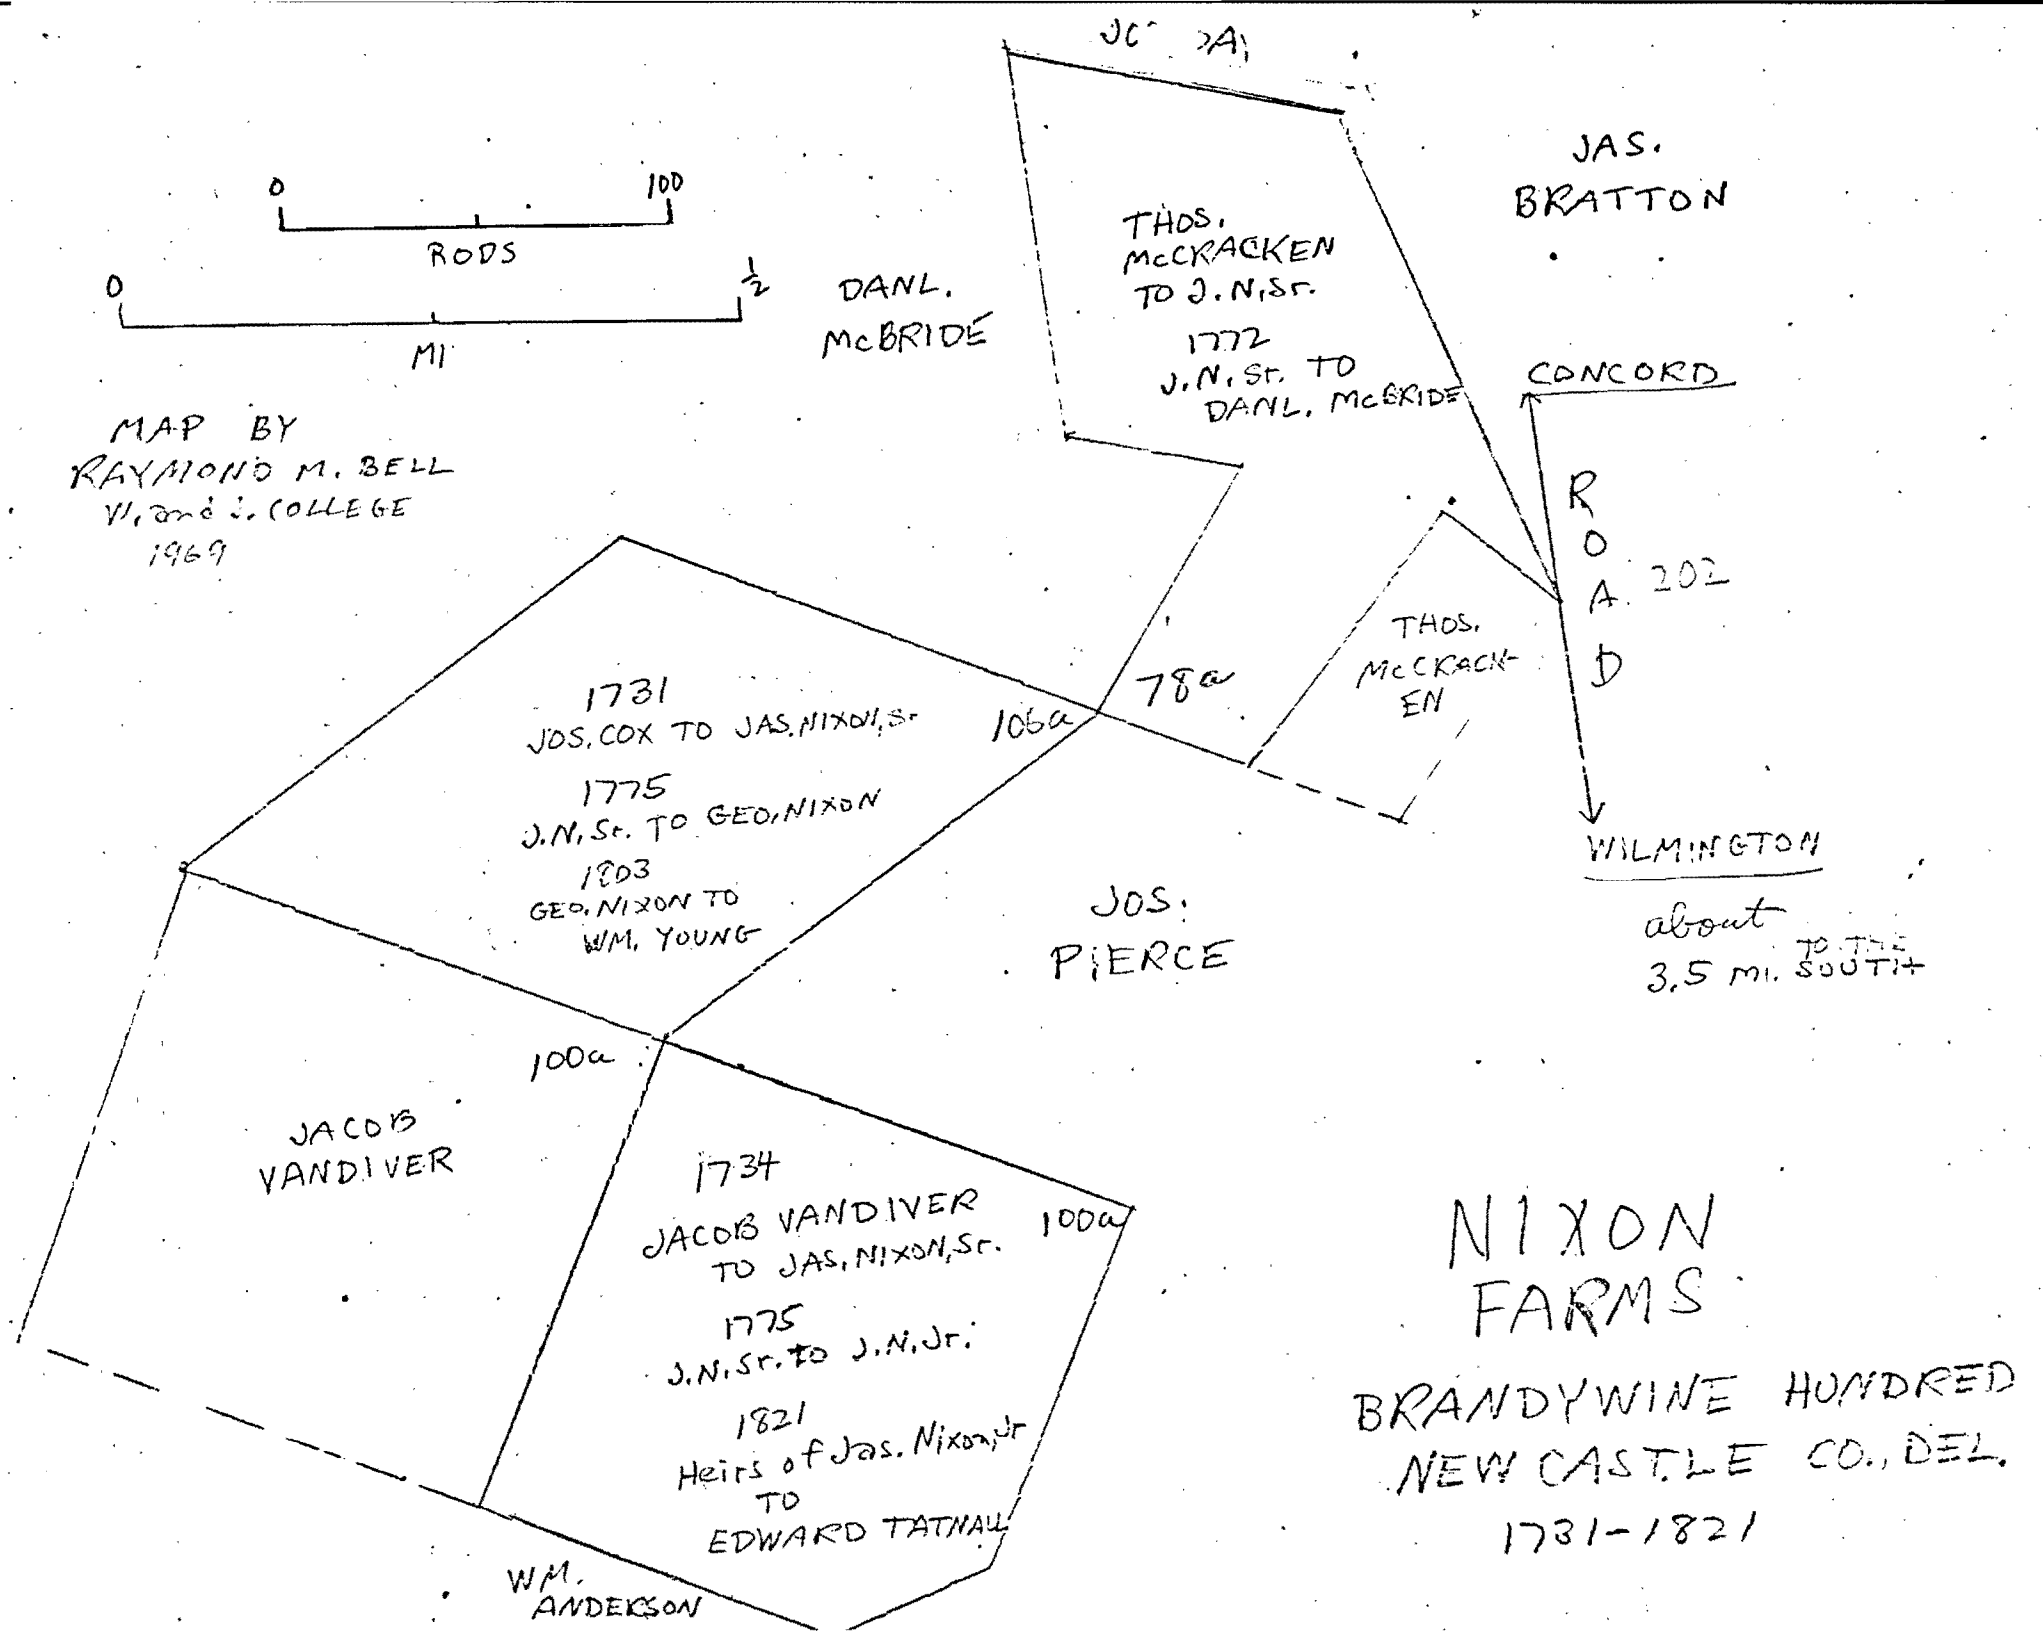 0 100
RODS
0 1/2
MI
MAP BY
RAYMOND M. BELL
W. and J. COLLEGE
1969
DANL.
McBRIDE
THOS.
McCRACKEN
TO J.N,Sr.
1772
J.N, Sr. TO
DANL. McBRIDE
JAS.
BRATTON
CONCORD
ROAD
202
WILMINGTON
about
3.5 MI. TO THE
SOUTH
THOS.
McCRACK-
EN
78a
106a
1731
JOS. COX TO JAS. NIXON, Sr
1775
J.N, Sr. TO GEO. NIXON
1803
GEO. NIXON TO
WM. YOUNG
JOS.
PIERCE
100a
JACOB
VANDIVER
100a
1734
JACOB VANDIVER
TO JAS. NIXON, Sr.
1775
J.N. Sr. to J.N. Jr.
1821
Heirs of Jas. Nixon, Jr
TO
EDWARD TATNALL
WM.
ANDERSON
NIXON
FARMS
BRANDYWINE HUNDRED
NEW CASTLE CO., DEL.
1731-1821